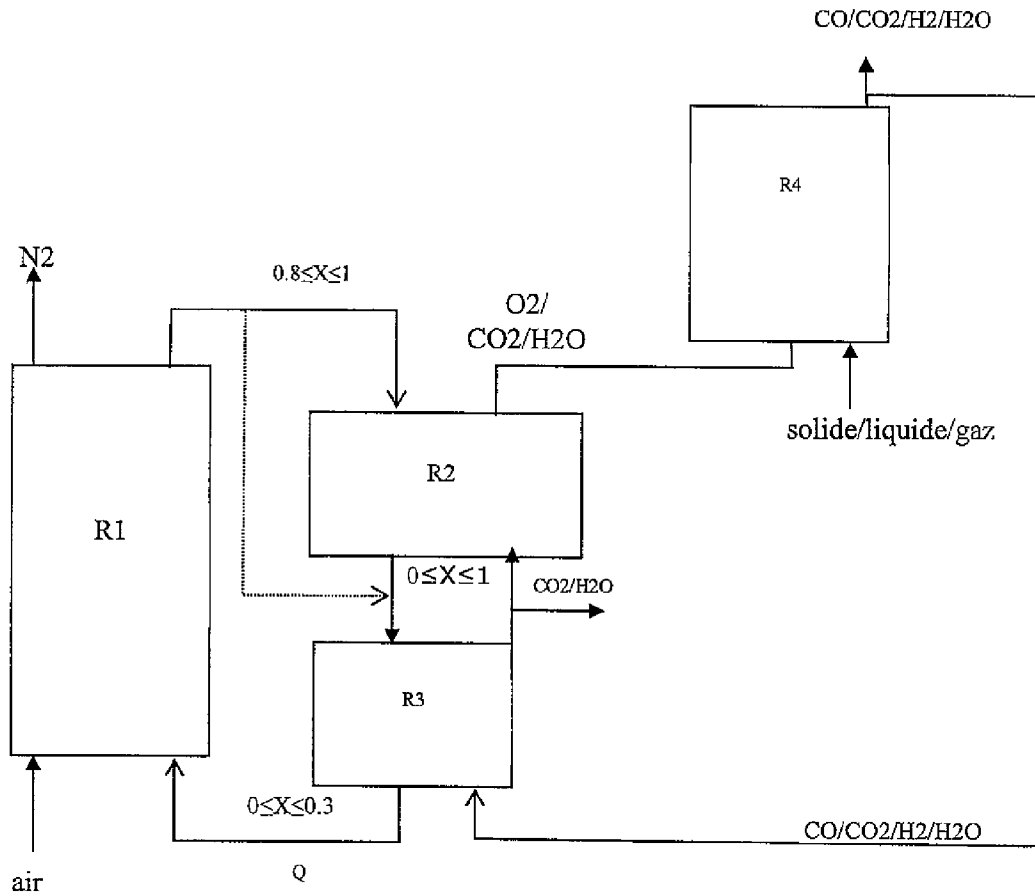 CO/CO2/H2/H2O
R4
N2
0.8≤X≤1
O2/
CO2/H2O
solide/liquide/gaz
R2
R1
0≤X≤1
CO2/H2O
R3
0≤X≤0.3
CO/CO2/H2/H2O
Q
air